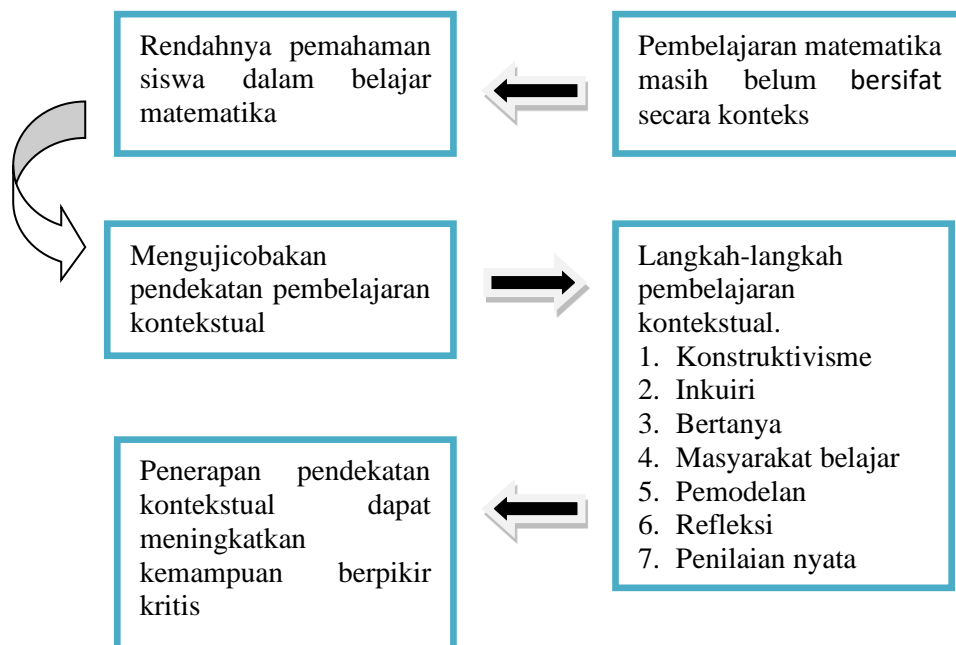 Rendahnya pemahaman
siswa dalam belajar
matematika
Pembelajaran matematika
masih belum bersifat
secara konteks
Mengujicobakan
pendekatan pembelajaran
kontekstual
Langkah-langkah
pembelajaran
kontekstual.
1. Konstruktivisme
2. Inkuiri
3. Bertanya
4. Masyarakat belajar
5. Pemodelan
6. Refleksi
7. Penilaian nyata
Penerapan pendekatan
kontekstual dapat
meningkatkan
kemampuan berpikir
kritis